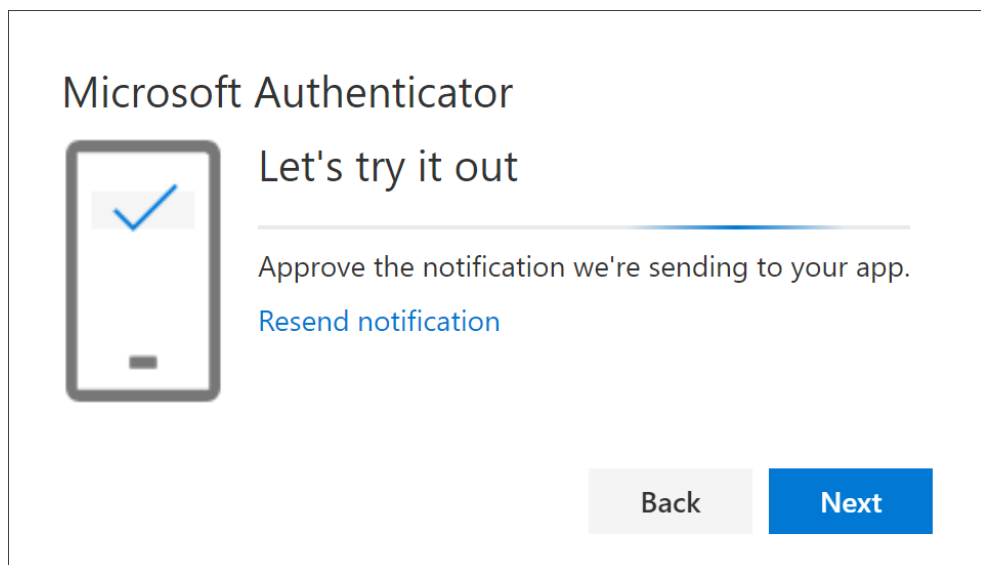 Microsoft Authenticator
Let's try it out
Approve the notification we're sending to your app.
Resend notification
Back
Next